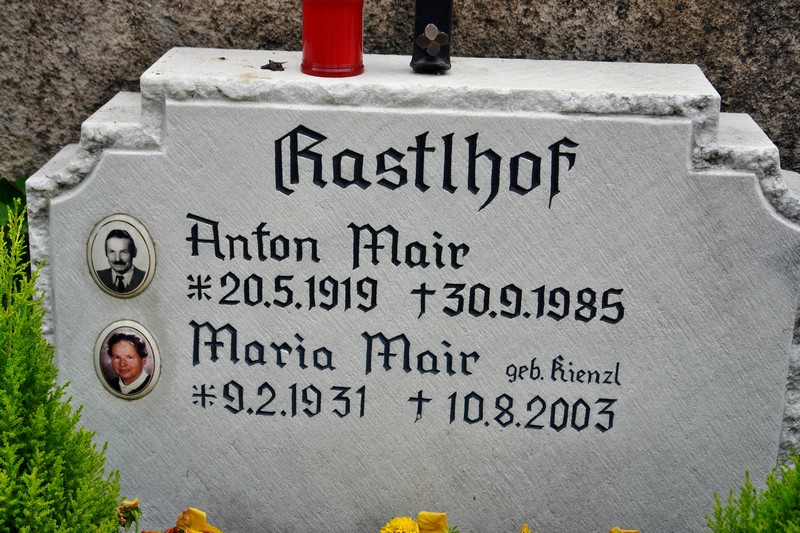 Rastlhof
Anton Mair
* 20.5.1919 † 30.9.1985
Maria Mair geb. Kienzl
* 9.2.1931 † 10.8.2003